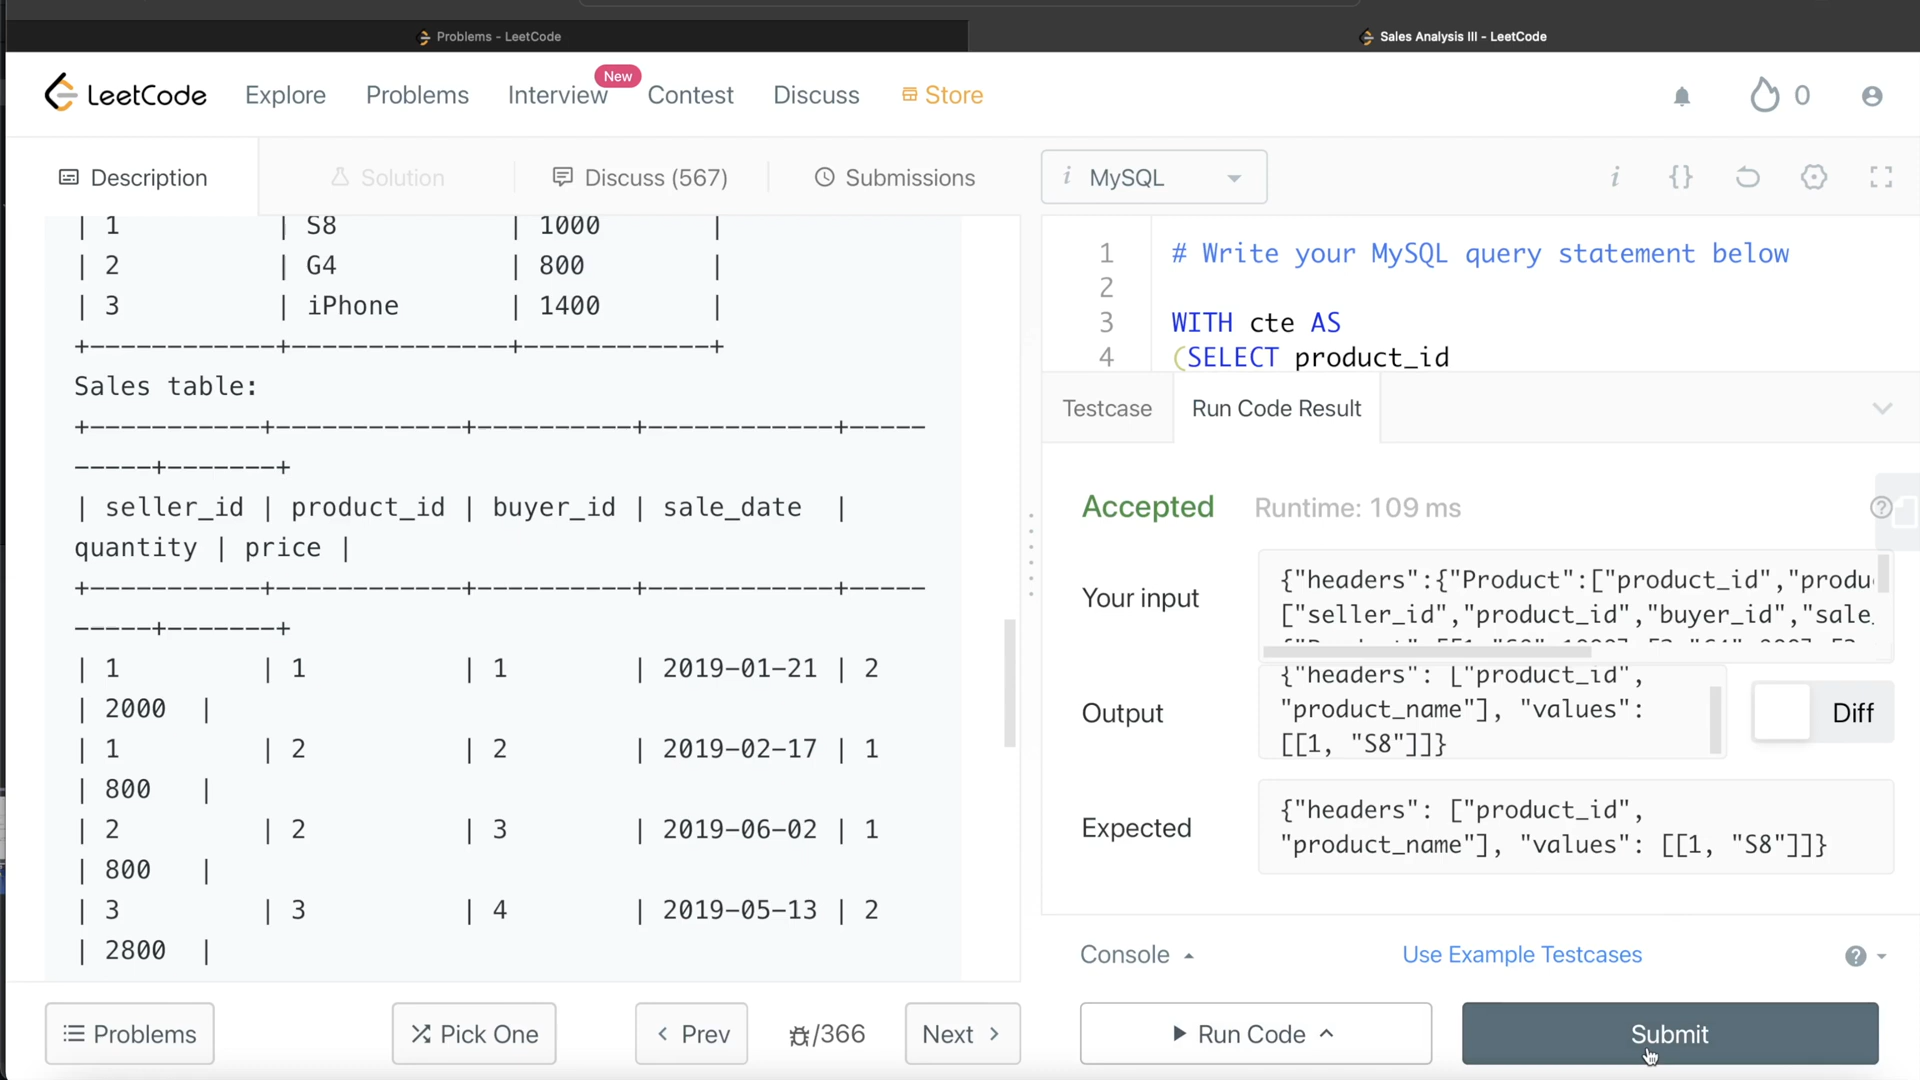 Problems - LeetCode
Sales Analysis III - LeetCode
LeetCode Explore Problems Interview New Contest Discuss Store 0
Description Solution Discuss (567) Submissions
| 1 | S8 | 1000 |
| 2 | G4 | 800 |
| 3 | iPhone | 1400 |
+------------+--------------+------------+
Sales table:
+-----------+------------+----------+------------+-----
-----+-------+
| seller_id | product_id | buyer_id | sale_date |
quantity | price |
+-----------+------------+----------+------------+-----
-----+-------+
| 1 | 1 | 1 | 2019-01-21 | 2
| 2000 |
| 1 | 2 | 2 | 2019-02-17 | 1
| 800 |
| 2 | 2 | 3 | 2019-06-02 | 1
| 800 |
| 3 | 3 | 4 | 2019-05-13 | 2
| 2800 |
Problems Pick One < Prev /366 Next >
i MySQL
i {}
1 # Write your MySQL query statement below
2
3 WITH cte AS
4 (SELECT product_id
Testcase Run Code Result
Accepted Runtime: 109 ms ?
Your input
{"headers":{"Product":["product_id","produ
["seller_id","product_id","buyer_id","sale_
Output
{"headers": ["product_id",
"product_name"], "values":
[[1, "S8"]]}
Diff
Expected
{"headers": ["product_id",
"product_name"], "values": [[1, "S8"]]}
Console Use Example Testcases ?
Run Code Submit